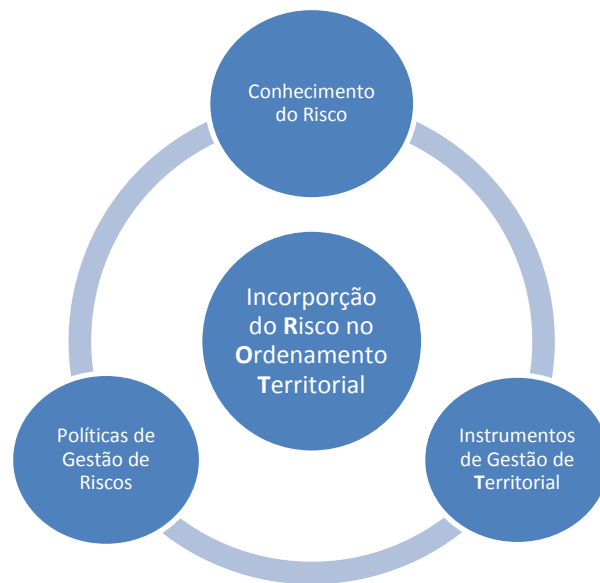 Conhecimento
do Risco
Incorporção
do Risco no
Ordenamento
Territorial
Políticas de
Gestão de
Riscos
Instrumentos
de Gestão de
Territorial